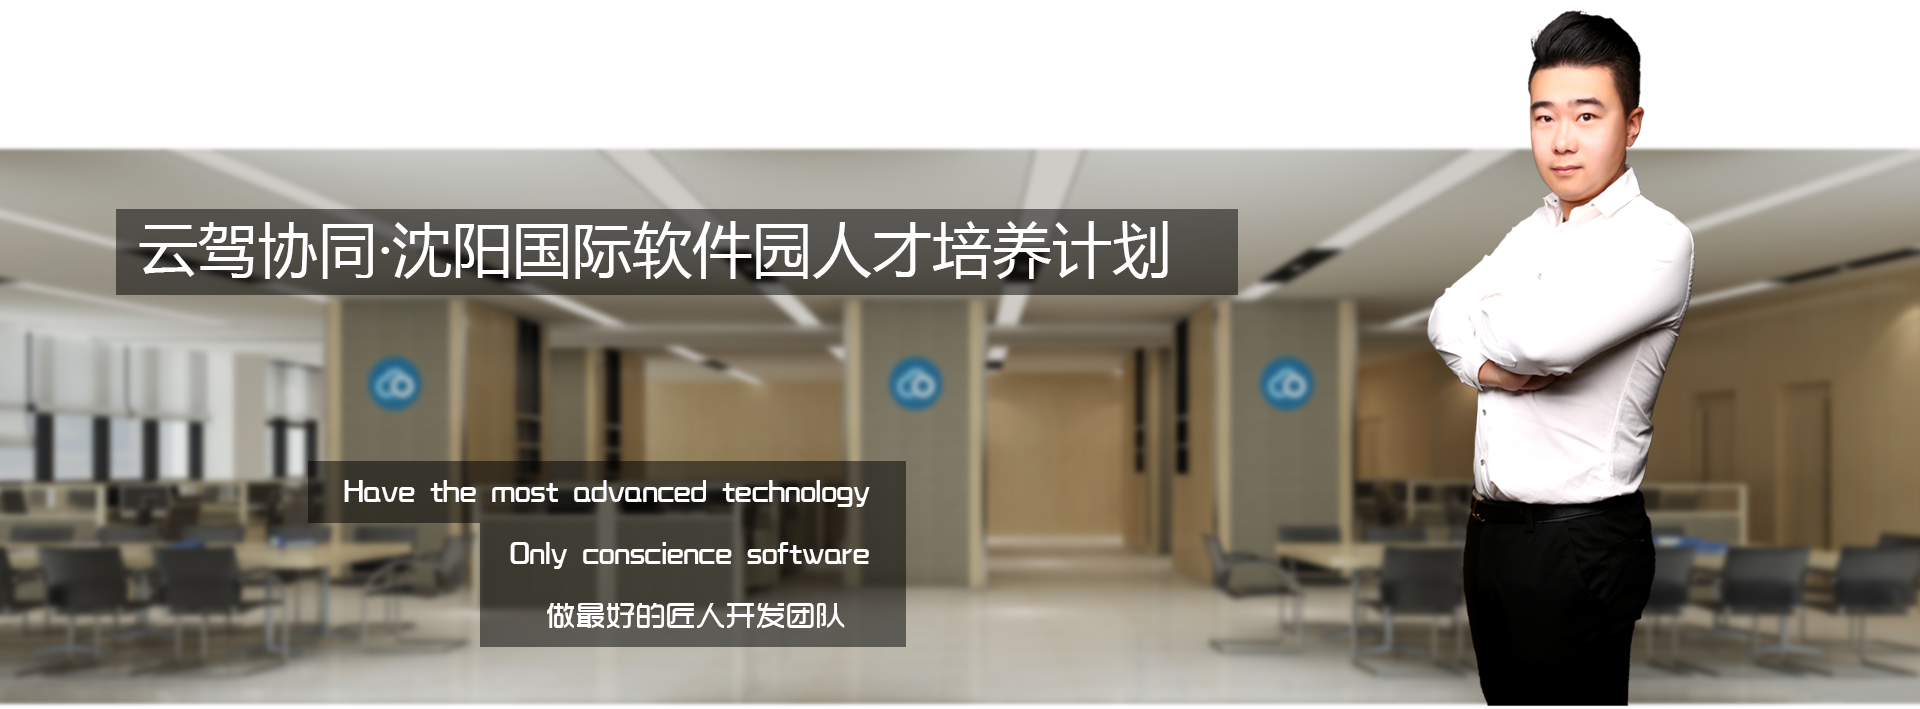 云驾协同·沈阳国际软件园人才培养计划
Have the most advanced technology
Only conscience software
做最好的匠人开发团队